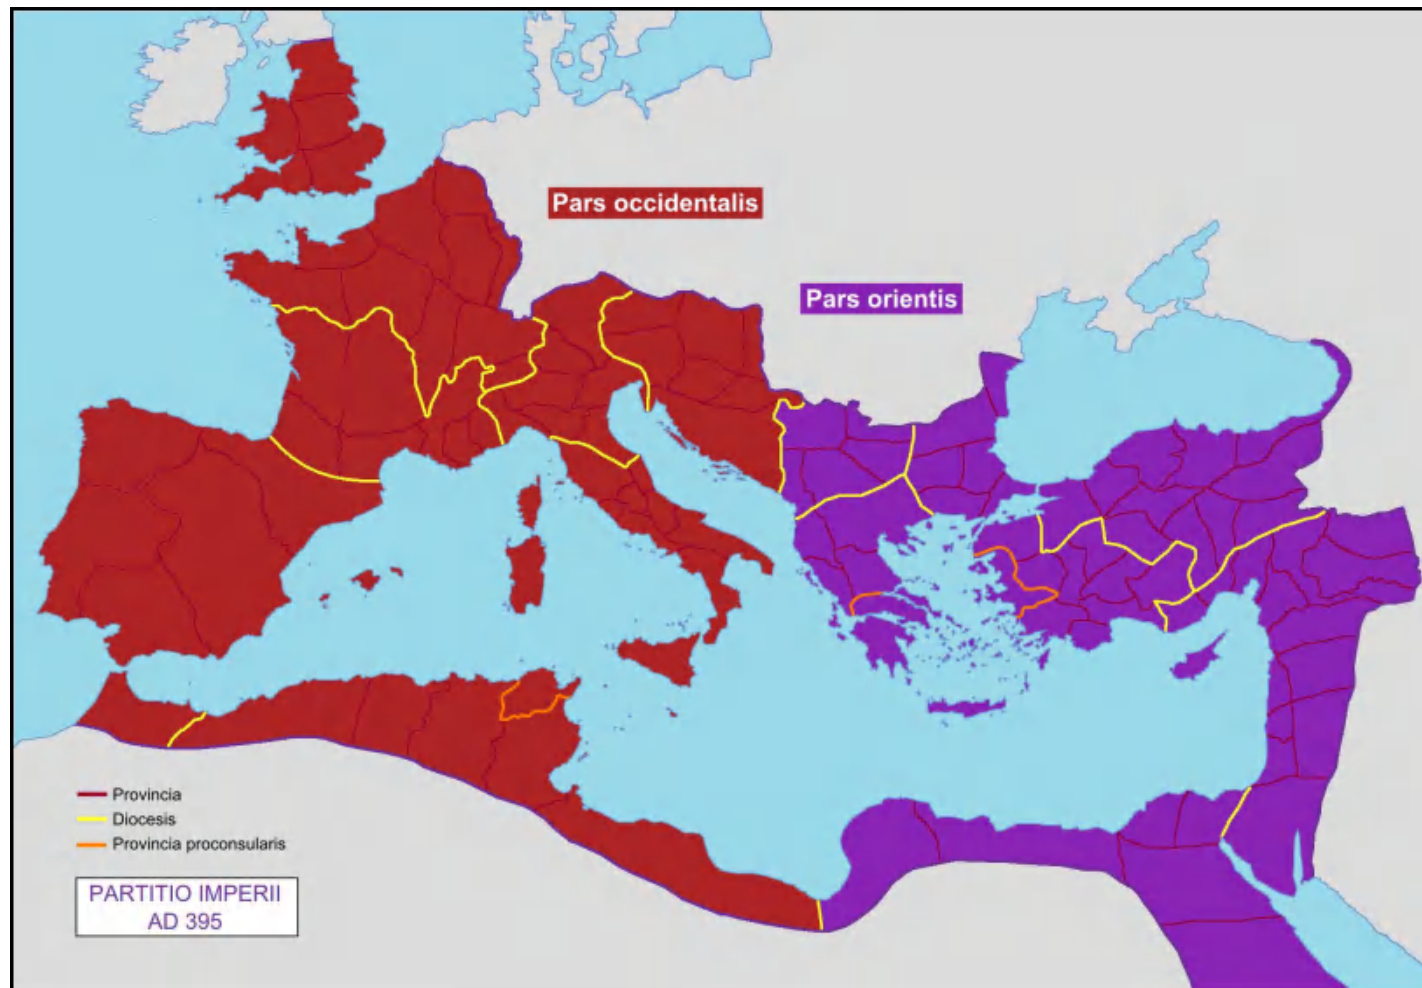 Pars occidentalis
Pars orientis
Provincia
Diocesis
Provincia proconsularis
PARTITIO IMPERII
AD 395